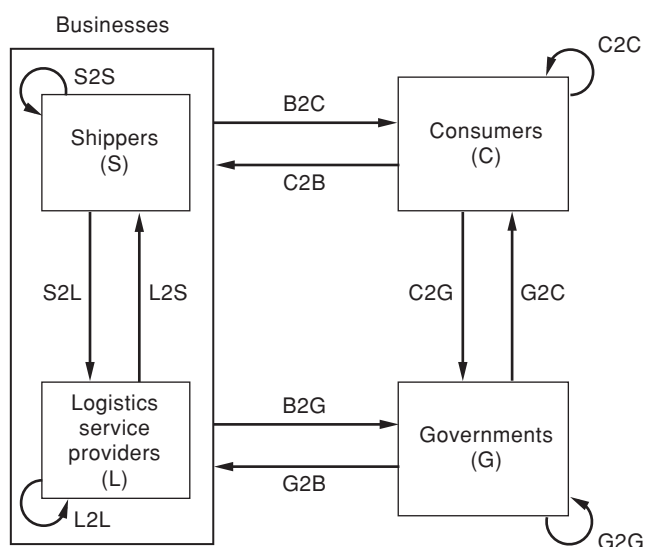 Businesses
S2S
Shippers
(S)
B2C
C2B
C2C
Consumers
(C)
S2L
L2S
C2G
G2C
Logistics
service
providers
(L)
L2L
B2G
G2B
Governments
(G)
G2G